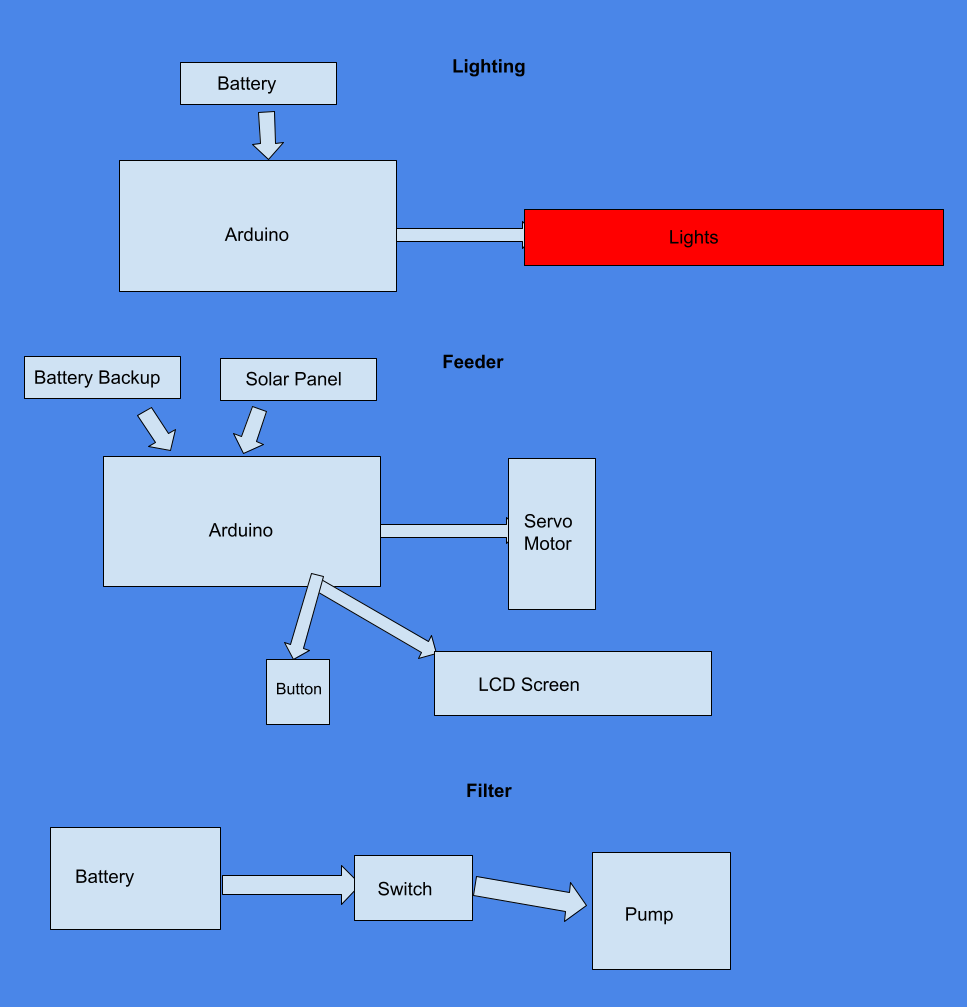 Lighting
Battery
Arduino
Lights
Feeder
Battery Backup
Solar Panel
Arduino
Servo
Motor
Button
LCD Screen
Filter
Battery
Switch
Pump